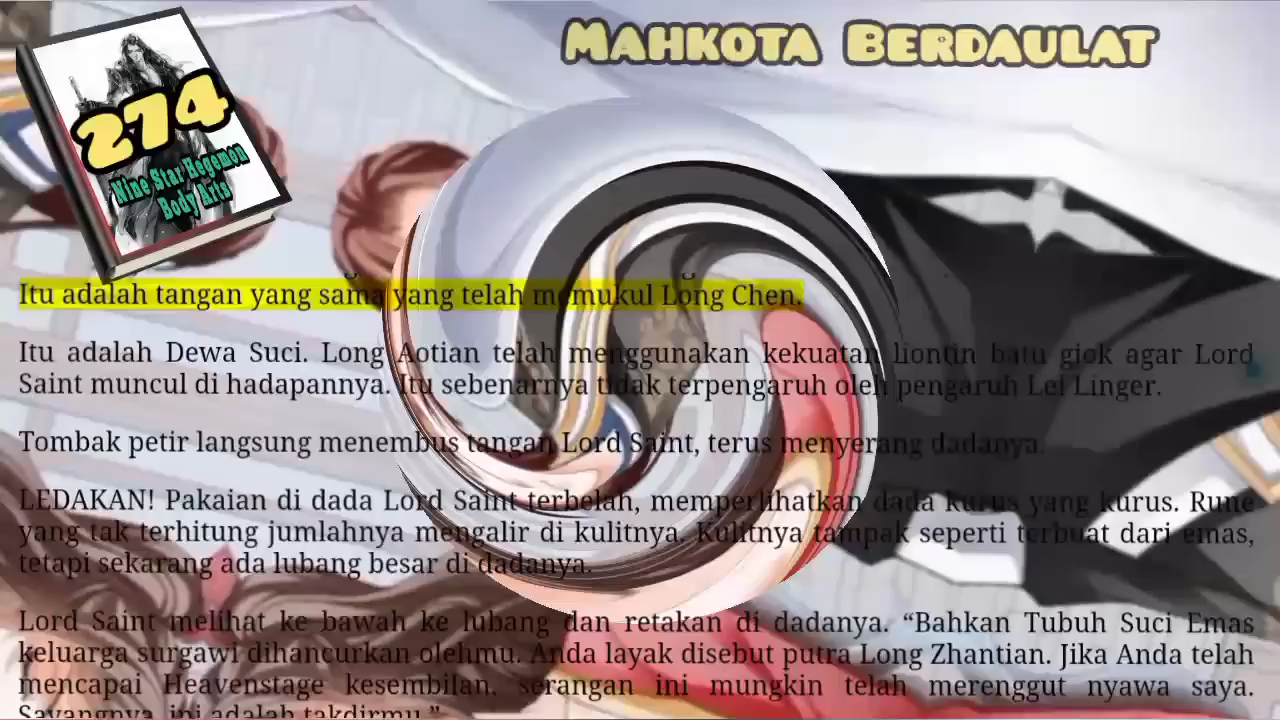 MAHKOTA BERDAULAT
274
Nine Star Hegemon
Body Arts
Itu adalah tangan yang sama yang telah memukul Long Chen.
Itu adalah Dewa Suci. Long Aotian telah menggunakan kekuatan liontin batu giok agar Lord
Saint muncul di hadapannya. Itu sebenarnya tidak terpengaruh oleh pengaruh Lei Linger.
Tombak petir langsung menembus tangan Lord Saint, terus menyerang dadanya.
LEDAKAN! Pakaian di dada Lord Saint terbelah, memperlihatkan dada kurus yang kurus. Rune
yang tak terhitung jumlahnya mengalir di kulitnya. Kulitnya tampak seperti terbuat dari emas,
tetapi sekarang ada lubang besar di dadanya.
Lord Saint melihat ke bawah ke lubang dan retakan di dadanya. “Bahkan Tubuh Suci Emas
keluarga surgawi dihancurkan olehmu. Anda layak disebut putra Long Zhantian. Jika Anda telah
mencapai Heavenstage kesembilan, serangan ini mungkin telah merenggut nyawa saya.
Sayangnya, ini adalah takdirmu.”